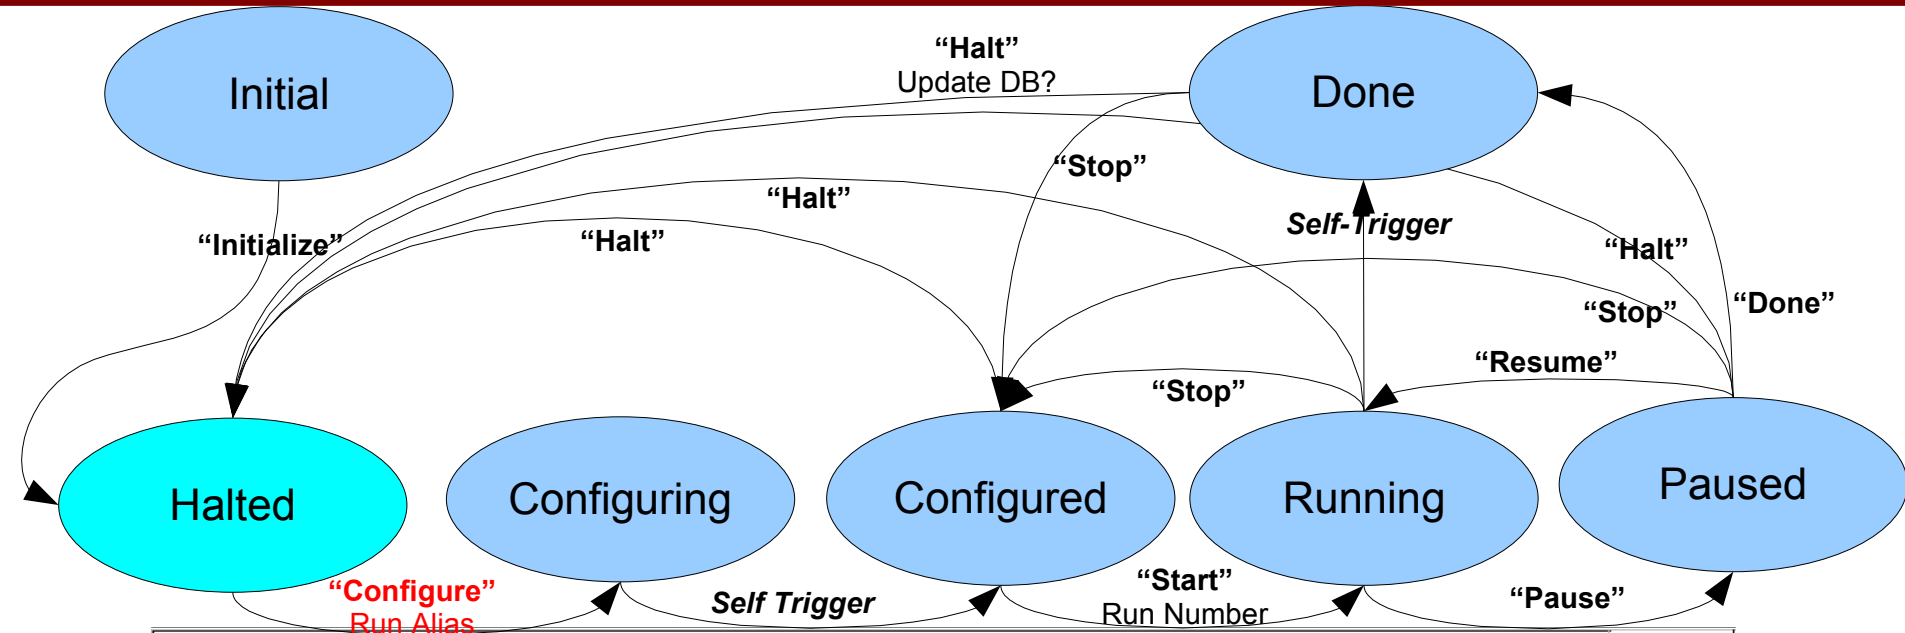 Initial
“Halt”
Update DB?
Done
“Stop”
“Halt”
“Halt”
“Initialize”
Self-Trigger
“Halt”
“Stop”
“Done”
“Resume”
“Stop”
Halted
Configuring
Configured
Running
Paused
“Configure”
Run Alias
Self Trigger
“Start”
Run Number
“Pause”